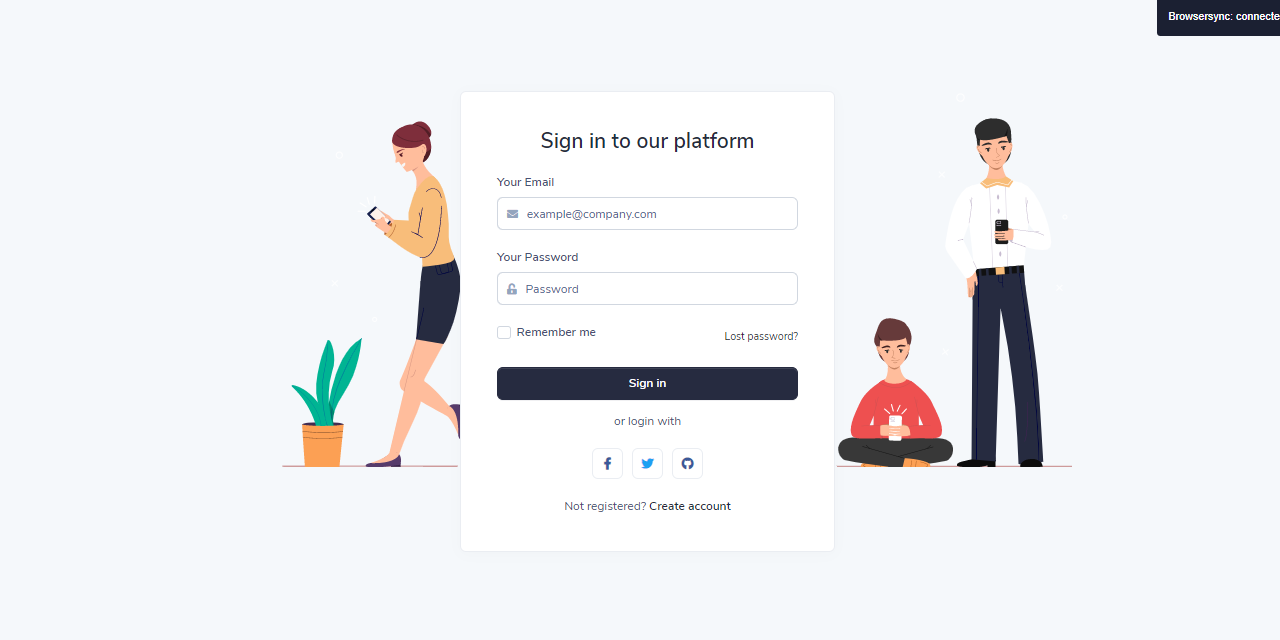 Browsersync: connecte
Sign in to our platform
Your Email
example@company.com
Your Password
Password
Remember me
Lost password?
Sign in
or login with
Not registered? Create account